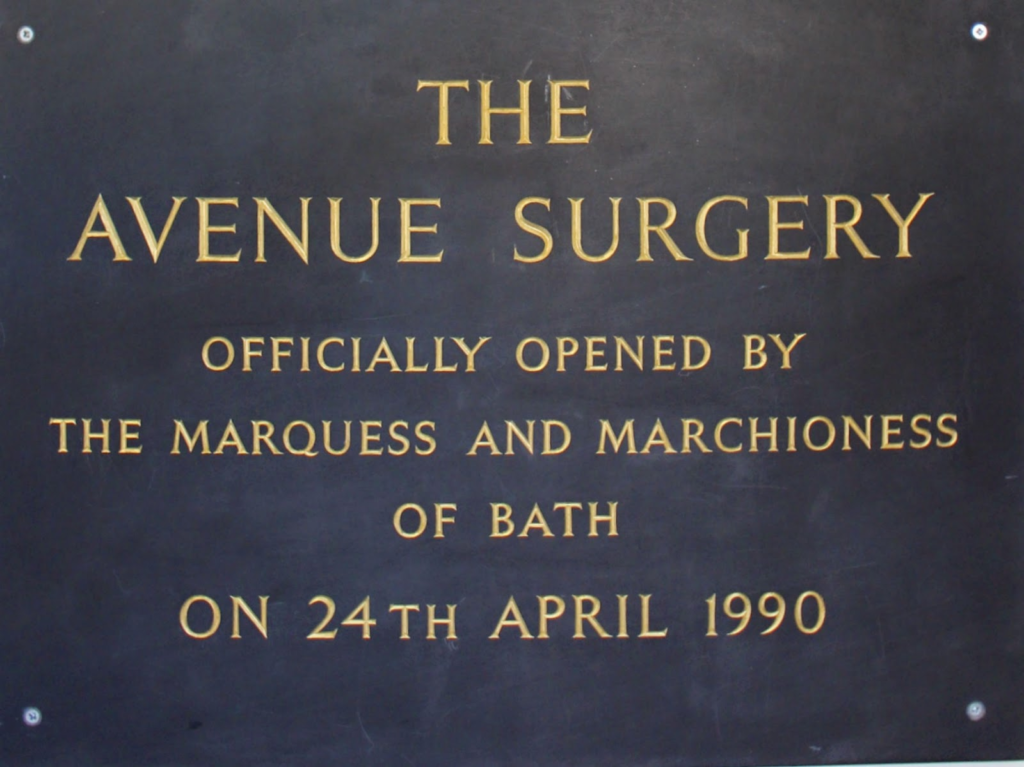 THE
AVENUE SURGERY
OFFICIALLY OPENED BY
THE MARQUESS AND MARCHIONESS
OF BATH
ON 24TH APRIL 1990